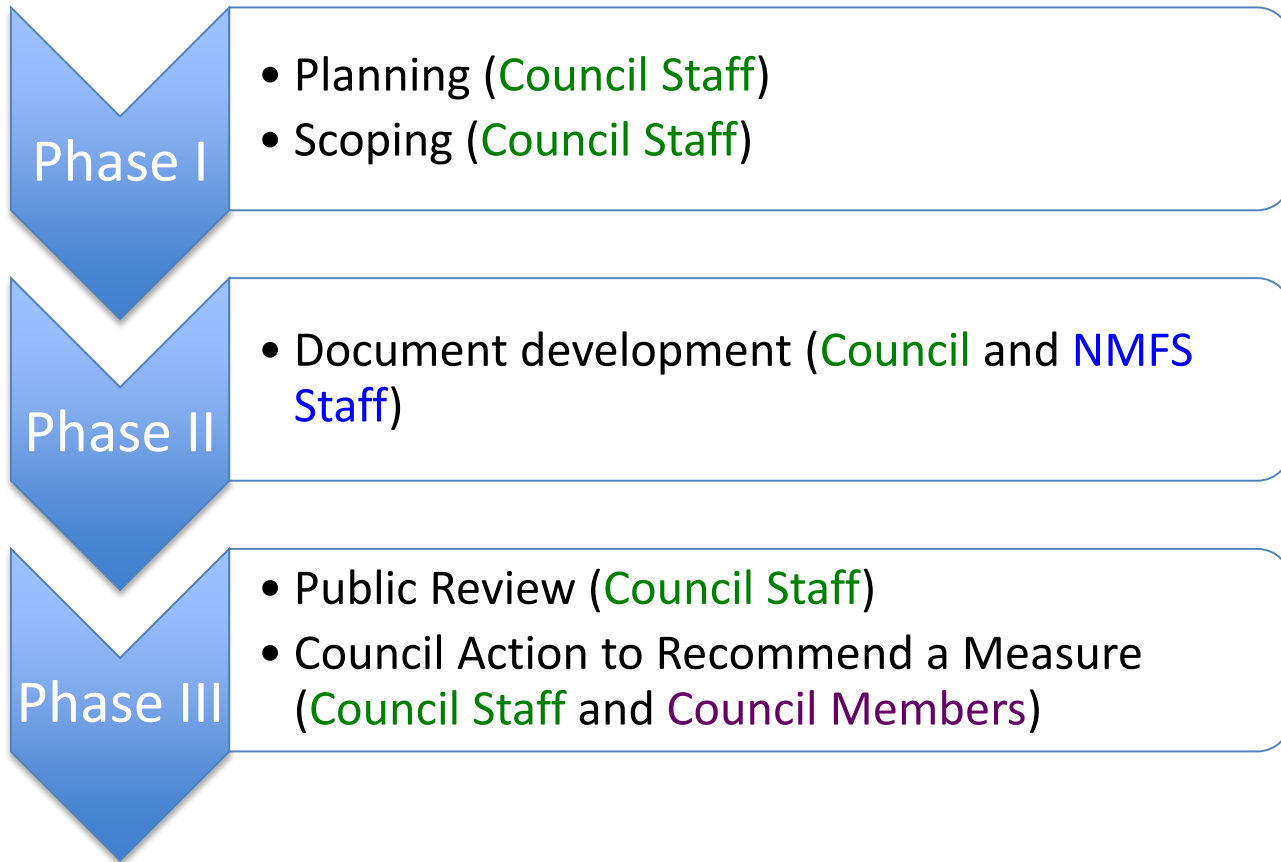 Phase I
• Planning (Council Staff)
• Scoping (Council Staff)
Phase II
• Document development (Council and NMFS
Staff)
Phase III
• Public Review (Council Staff)
• Council Action to Recommend a Measure
(Council Staff and Council Members)